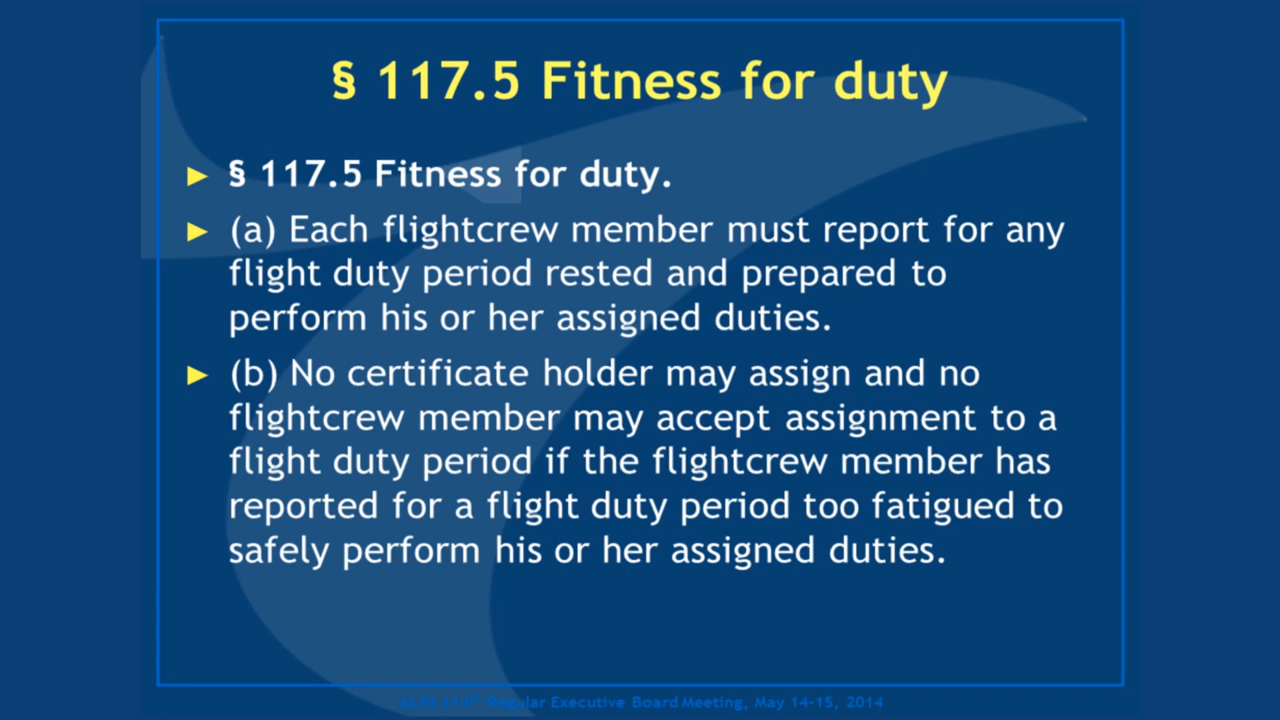 § 117.5 Fitness for duty
► § 117.5 Fitness for duty.
► (a) Each flightcrew member must report for any
flight duty period rested and prepared to
perform his or her assigned duties.
► (b) No certificate holder may assign and no
flightcrew member may accept assignment to a
flight duty period if the flightcrew member has
reported for a flight duty period too fatigued to
safely perform his or her assigned duties.
Regular Executive Board Meeting, May 14-15, 2014